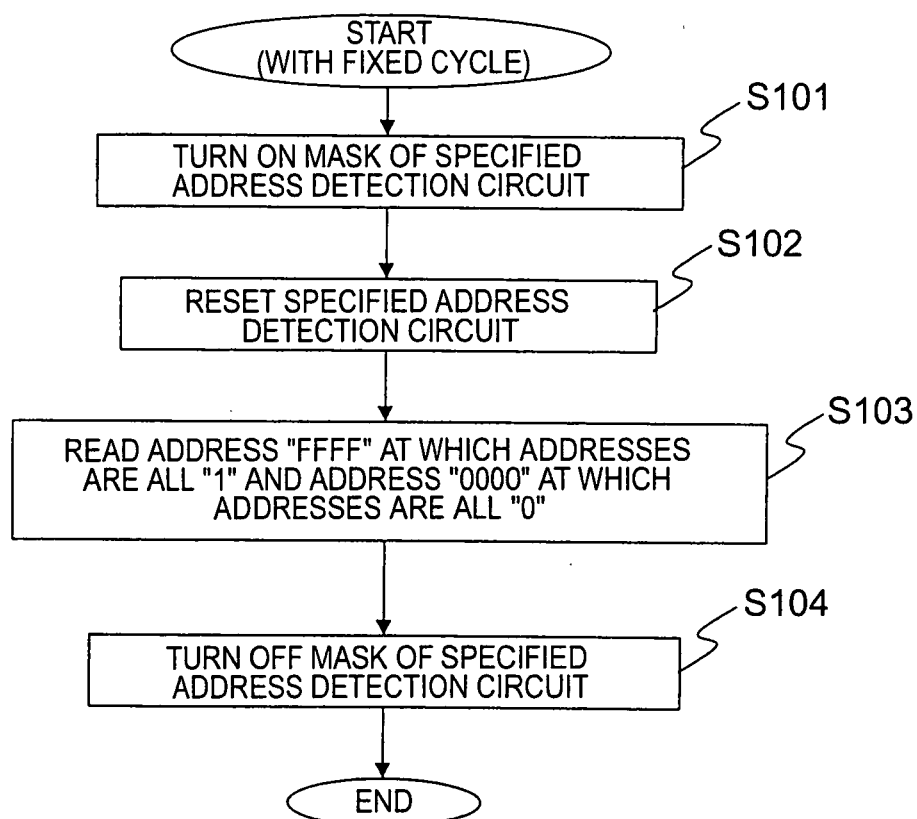 START
(WITH FIXED CYCLE)
S101
TURN ON MASK OF SPECIFIED
ADDRESS DETECTION CIRCUIT
S102
RESET SPECIFIED ADDRESS
DETECTION CIRCUIT
S103
READ ADDRESS "FFFF" AT WHICH ADDRESSES
ARE ALL "1" AND ADDRESS "0000" AT WHICH
ADDRESSES ARE ALL "0"
S104
TURN OFF MASK OF SPECIFIED
ADDRESS DETECTION CIRCUIT
END